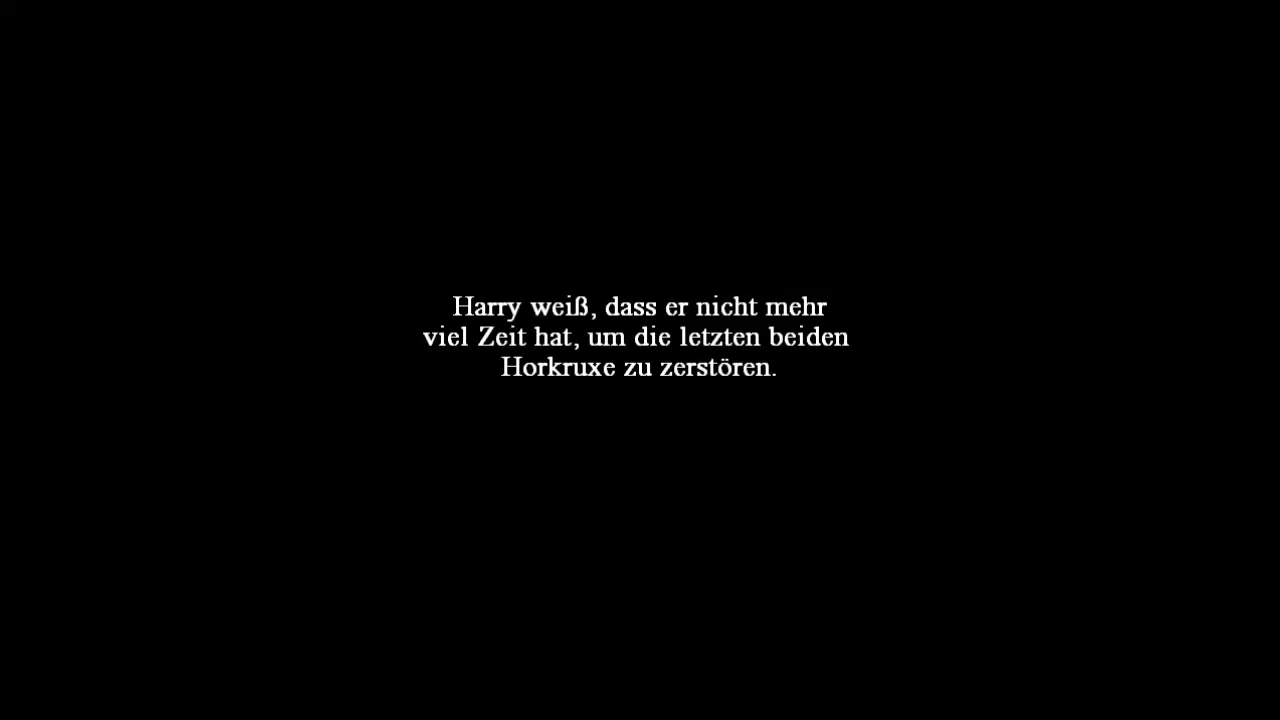 Harry weiß, dass er nicht mehr
viel Zeit hat, um die letzten beiden
Horkruxe zu zerstören.